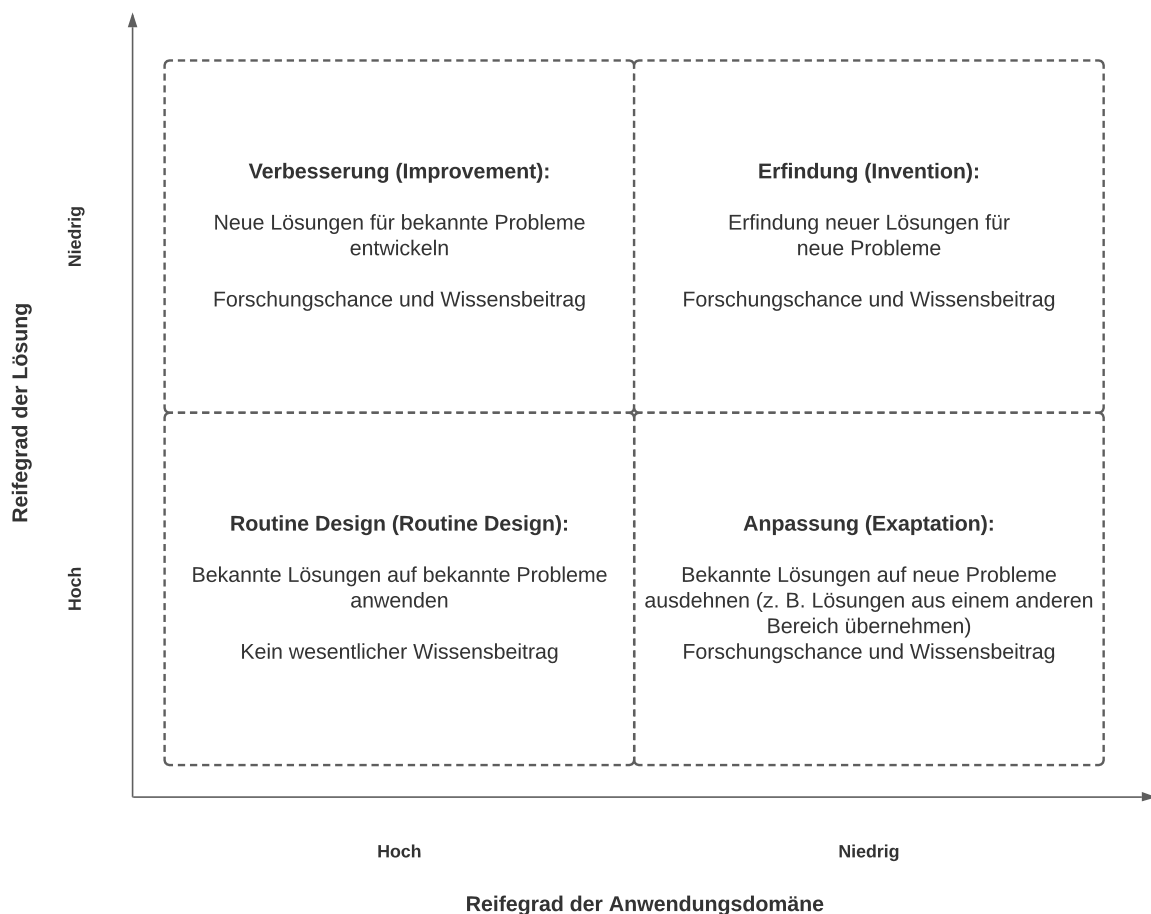 Verbesserung (Improvement):
Neue Lösungen für bekannte Probleme
entwickeln
Forschungschance und Wissensbeitrag
Erfindung (Invention):
Erfindung neuer Lösungen für
neue Probleme
Forschungschance und Wissensbeitrag
Niedrig
Reifegrad der Lösung
Hoch
Routine Design (Routine Design):
Bekannte Lösungen auf bekannte Probleme
anwenden
Kein wesentlicher Wissensbeitrag
Anpassung (Exaptation):
Bekannte Lösungen auf neue Probleme
ausdehnen (z. B. Lösungen aus einem anderen
Bereich übernehmen)
Forschungschance und Wissensbeitrag
Hoch
Niedrig
Reifegrad der Anwendungsdomäne